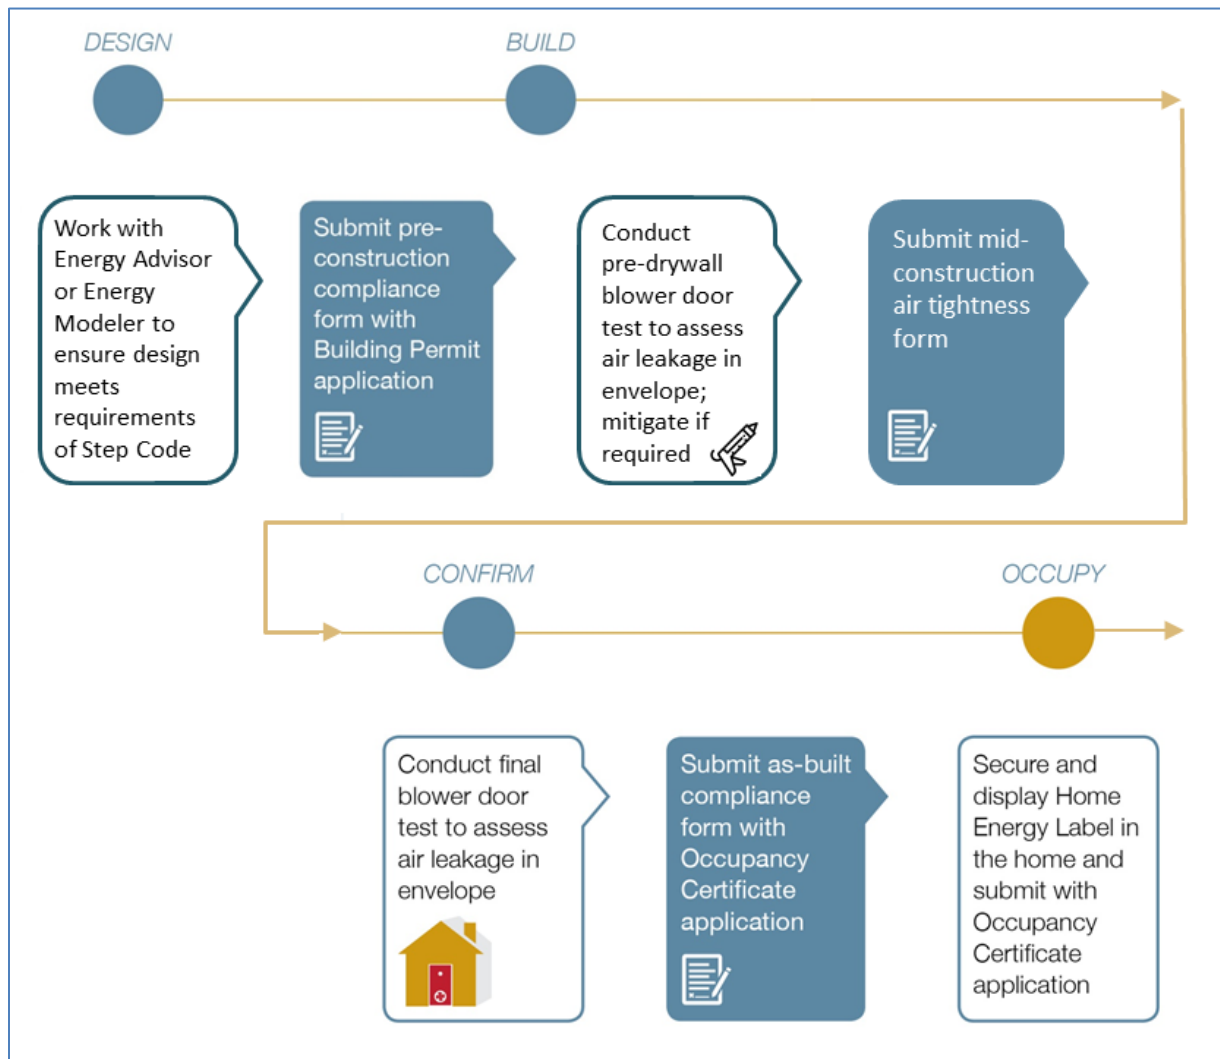 DESIGN
BUILD
Work with
Energy Advisor
or Energy
Modeler to
ensure design
meets
requirements
of Step Code
Submit pre-
construction
compliance
form with
Building Permit
application
Conduct
pre-drywall
blower door
test to assess
air leakage in
envelope;
mitigate if
required
Submit mid-
construction
air tightness
form
CONFIRM
OCCUPY
Conduct final
blower door
test to assess
air leakage in
envelope
Submit as-built
compliance
form with
Occupancy
Certificate
application
Secure and
display Home
Energy Label in
the home and
submit with
Occupancy
Certificate
application